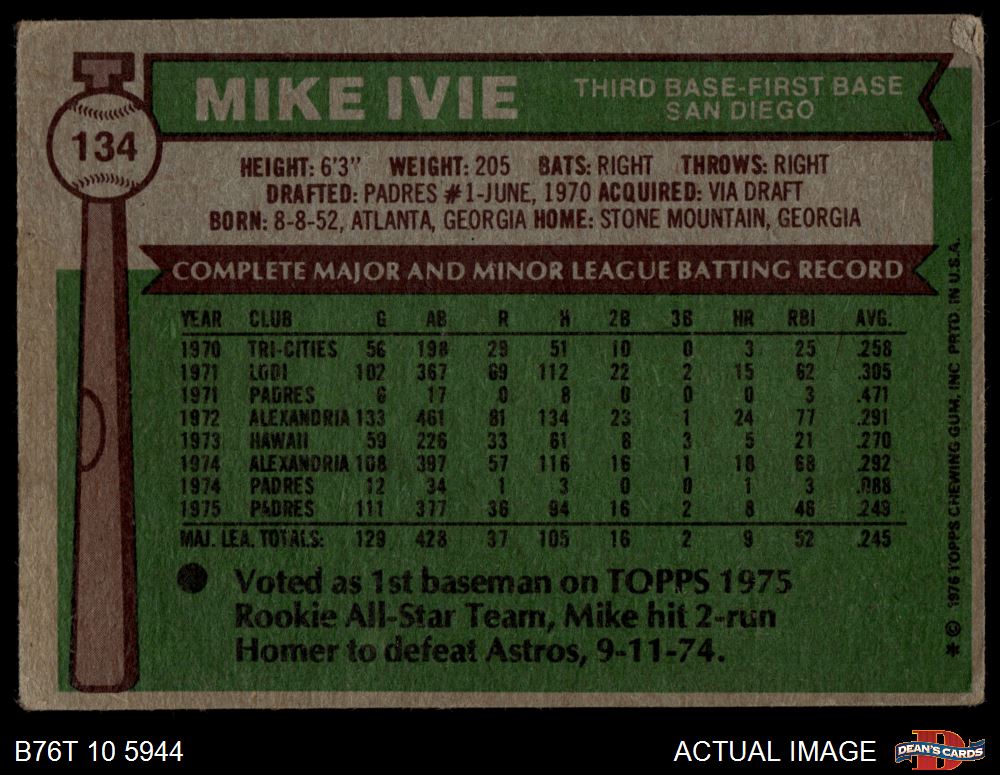 134
MIKE IVIE
THIRD BASE-FIRST BASE
SAN DIEGO
HEIGHT: 6'3" WEIGHT: 205 BATS: RIGHT THROWS: RIGHT
DRAFTED: PADRES #1-JUNE, 1970 ACQUIRED: VIA DRAFT
BORN: 8-8-52, ATLANTA, GEORGIA HOME: STONE MOUNTAIN, GEORGIA
COMPLETE MAJOR AND MINOR LEAGUE BATTING RECORD
YEAR CLUB G AB R H 2B 3B HR RBI AVG.
1970 TRI-CITIES 56 198 29 51 10 0 3 25 .258
1971 LODI 102 367 69 112 22 2 15 62 .305
1971 PADRES 6 17 0 8 0 0 0 3 .471
1972 ALEXANDRIA 133 461 81 134 23 1 24 77 .291
1973 HAWAII 59 226 33 61 6 3 5 21 .270
1974 ALEXANDRIA 108 397 57 116 16 1 18 68 .292
1974 PADRES 12 34 1 3 0 0 1 3 .088
1975 PADRES 111 377 36 94 16 2 8 46 .249
MAJ. LEA. TOTALS: 129 428 37 105 16 2 9 52 .245
● Voted as 1st baseman on TOPPS 1975
Rookie All-Star Team, Mike hit 2-run
Homer to defeat Astros, 9-11-74.
* © 1976 TOPPS CHEWING GUM, INC PRTD. IN U.S.A.
B76T 10 5944
ACTUAL IMAGE
DEAN'S CARDS